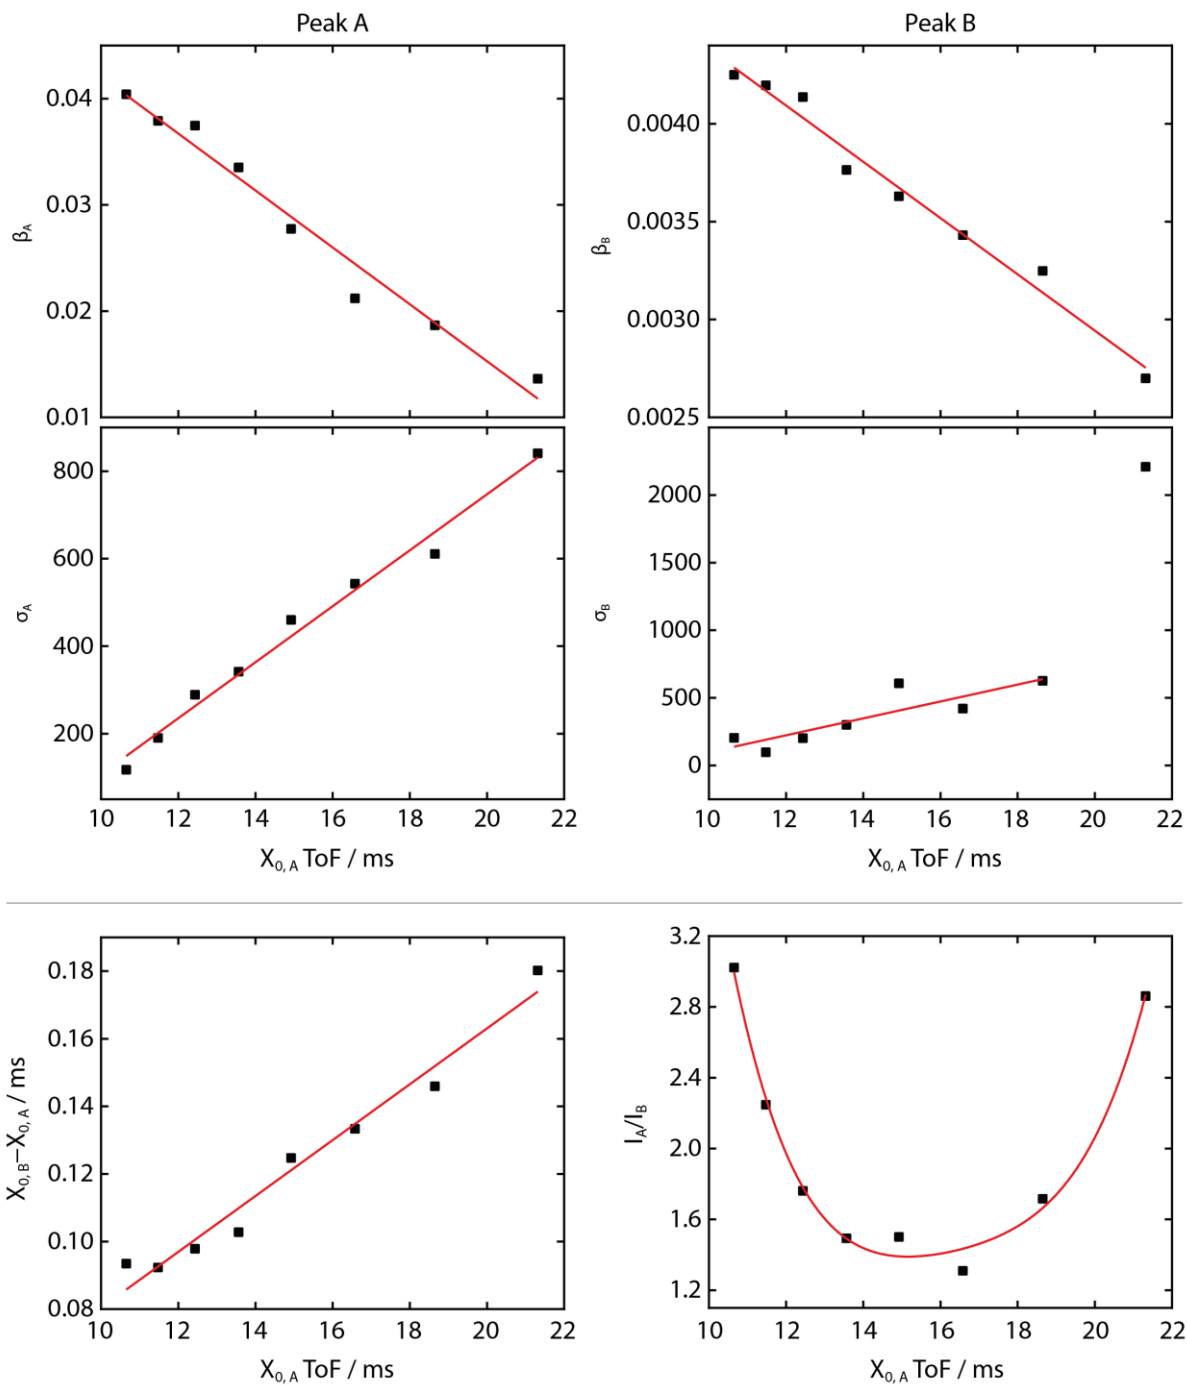 Peak A
Peak B
0.04
0.03
0.02
0.01
β_A
0.0040
0.0035
0.0030
0.0025
β_B
800
600
400
200
σ_A
10 12 14 16 18 20 22
X_0, A ToF / ms
2000
1500
1000
500
0
σ_B
10 12 14 16 18 20 22
X_0, A ToF / ms
0.18
0.16
0.14
0.12
0.10
0.08
X_0, B–X_0, A / ms
10 12 14 16 18 20 22
X_0, A ToF / ms
3.2
2.8
2.4
2.0
1.6
1.2
I_A/I_B
10 12 14 16 18 20 22
X_0, A ToF / ms